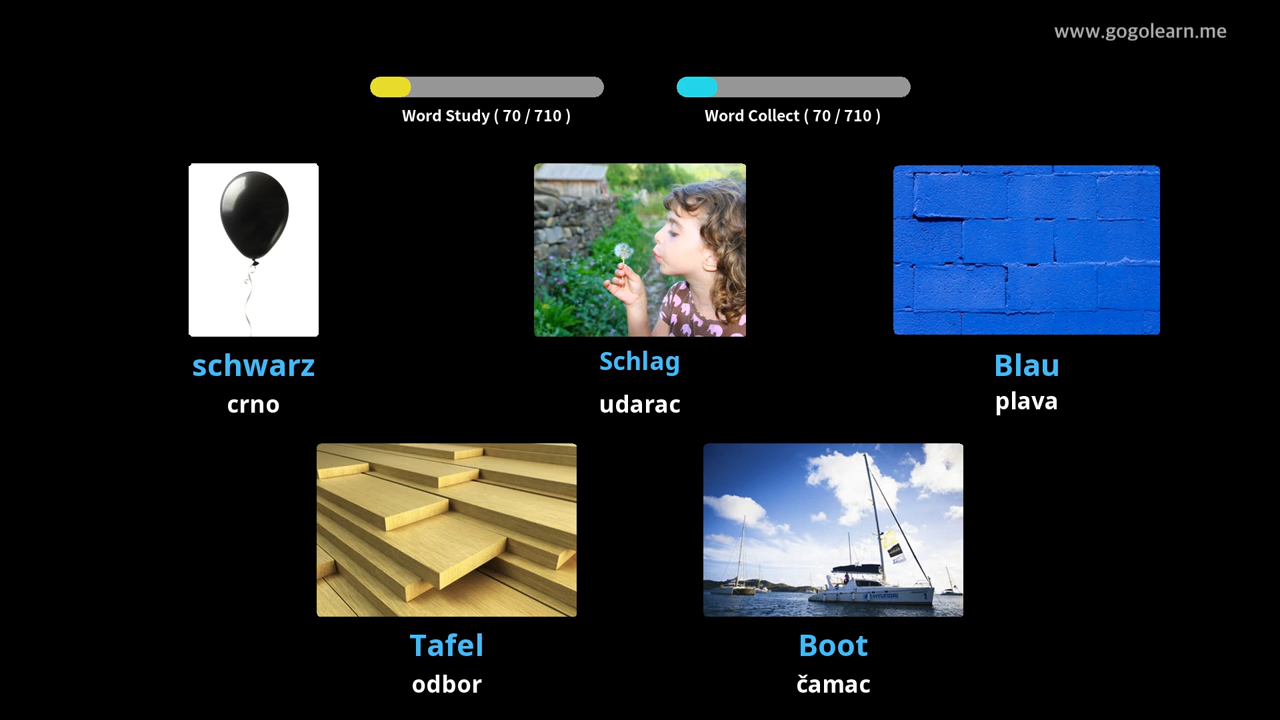 www.gogolearn.me
Word Study ( 70 / 710 )
Word Collect ( 70 / 710 )
schwarz
crno
Schlag
udarac
Blau
plava
Tafel
odbor
Boot
čamac